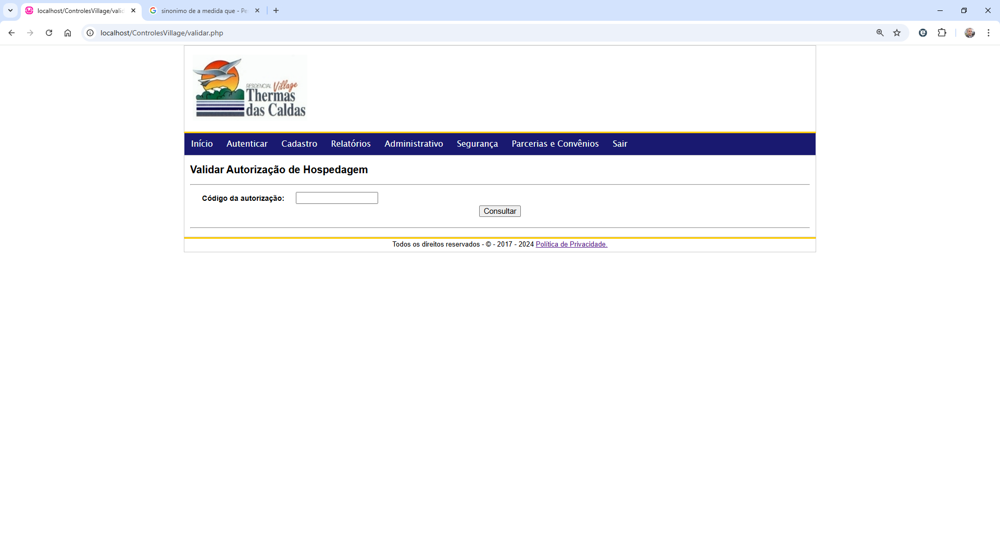 localhost/ControlesVillage/valid
sinonimo de a medida que - Pe
localhost/ControlesVillage/validar.php
RESIDENCIAL Village
Thermas
das Caldas
Início Autenticar Cadastro Relatórios Administrativo Segurança Parcerias e Convênios Sair
Validar Autorização de Hospedagem
Código da autorização:
Consultar
Todos os direitos reservados - © - 2017 - 2024 Política de Privacidade.